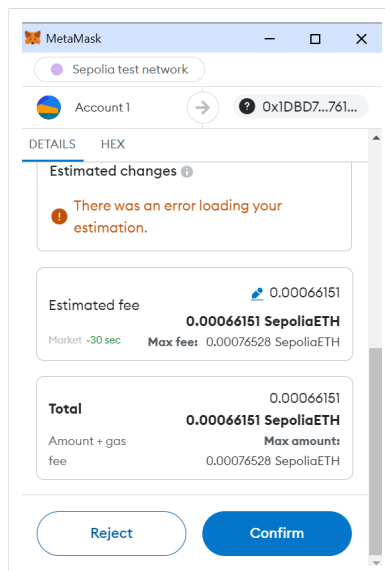 MetaMask
Sepolia test network
Account 1
0x1DBD7...761...
DETAILS HEX
Estimated changes
There was an error loading your
estimation.
0.00066151
Estimated fee
0.00066151 SepoliaETH
Market ~30 sec Max fee: 0.00076528 SepoliaETH
0.00066151
Total
0.00066151 SepoliaETH
Amount + gas Max amount:
fee 0.00076528 SepoliaETH
Reject Confirm